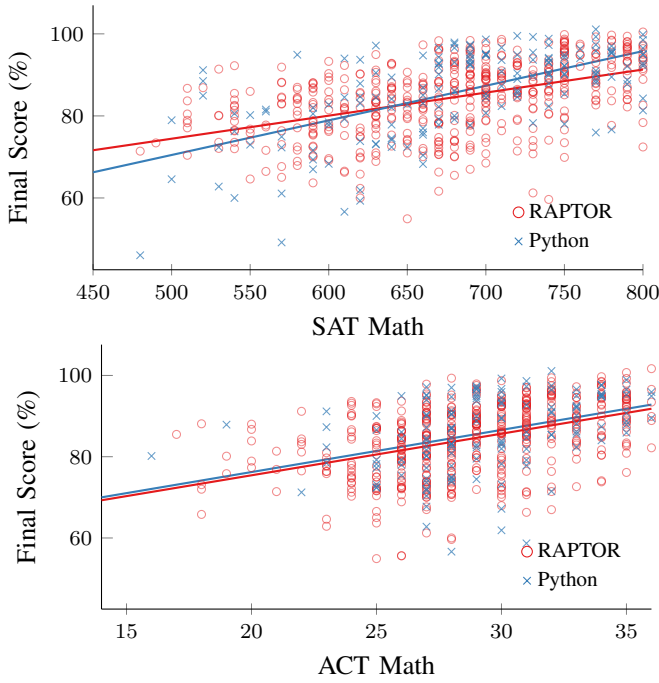 100
80
60
Final Score (%)
RAPTOR
Python
450 500 550 600 650 700 750 800
SAT Math
100
80
60
Final Score (%)
RAPTOR
Python
15 20 25 30 35
ACT Math